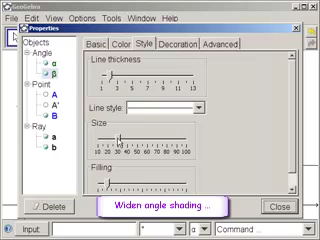 GeoGebra
File Edit View Options Tools Window Help
Properties
Objects
Angle
α
β
Point
A
A'
B
Ray
a
b
Basic Color Style Decoration Advanced
Line thickness
1 3 5 7 9 11 13
Line style:
Size
10 20 30 40 50 60 70 80 90 100
Filling
Delete
Widen angle shading ...
Close
Input: ° α Command ...